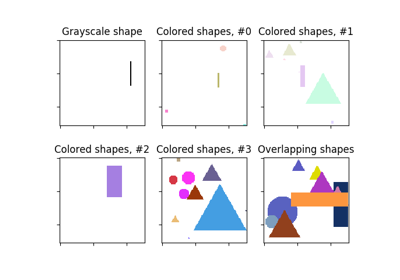 Grayscale shape
Colored shapes, #0
Colored shapes, #1
Colored shapes, #2
Colored shapes, #3
Overlapping shapes